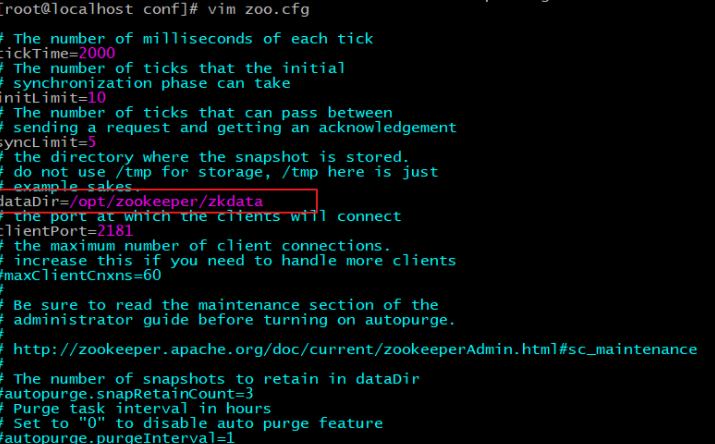 [root@localhost conf]# vim zoo.cfg
# The number of milliseconds of each tick
tickTime=2000
# The number of ticks that the initial
# synchronization phase can take
initLimit=10
# The number of ticks that can pass between
# sending a request and getting an acknowledgement
syncLimit=5
# the directory where the snapshot is stored.
# do not use /tmp for storage, /tmp here is just
# example sakes.
dataDir=/opt/zookeeper/zkdata
# the port at which the clients will connect
clientPort=2181
# the maximum number of client connections.
# increase this if you need to handle more clients
#maxClientCnxns=60
#
# Be sure to read the maintenance section of the
# administrator guide before turning on autopurge.
#
# http://zookeeper.apache.org/doc/current/zookeeperAdmin.html#sc_maintenance
#
# The number of snapshots to retain in dataDir
#autopurge.snapRetainCount=3
# Purge task interval in hours
# Set to "0" to disable auto purge feature
#autopurge.purgeInterval=1